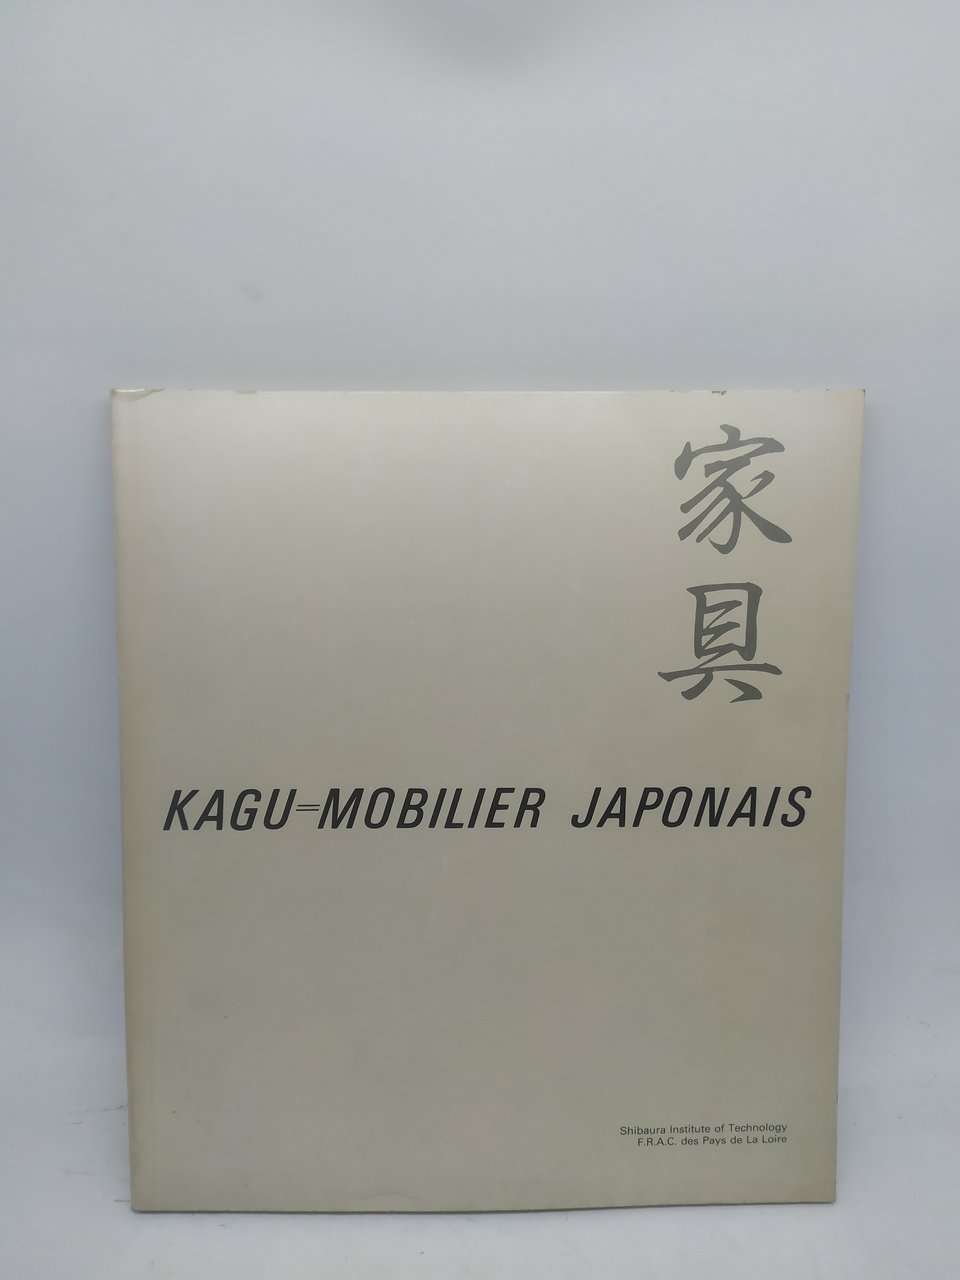 家具
KAGU=MOBILIER JAPONAIS
Shibaura Institute of Technology
F.R.A.C. des Pays de La Loire